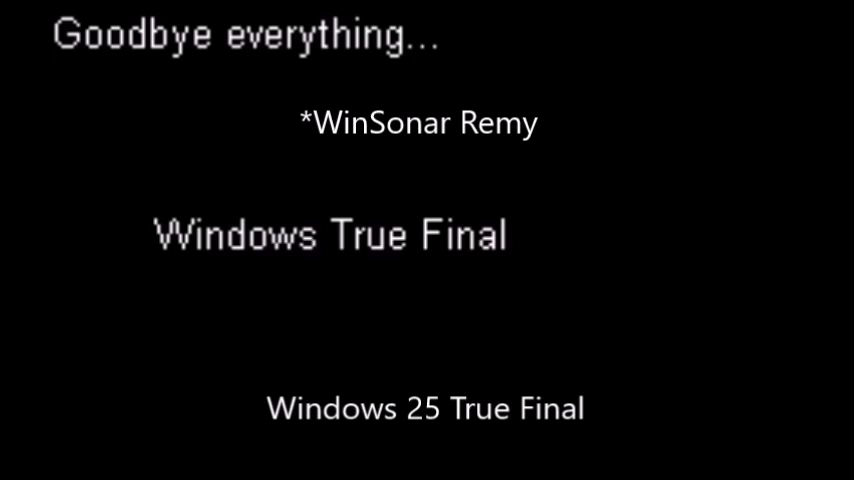 Goodbye everything...
*WinSonar Remy
Windows True Final
Windows 25 True Final